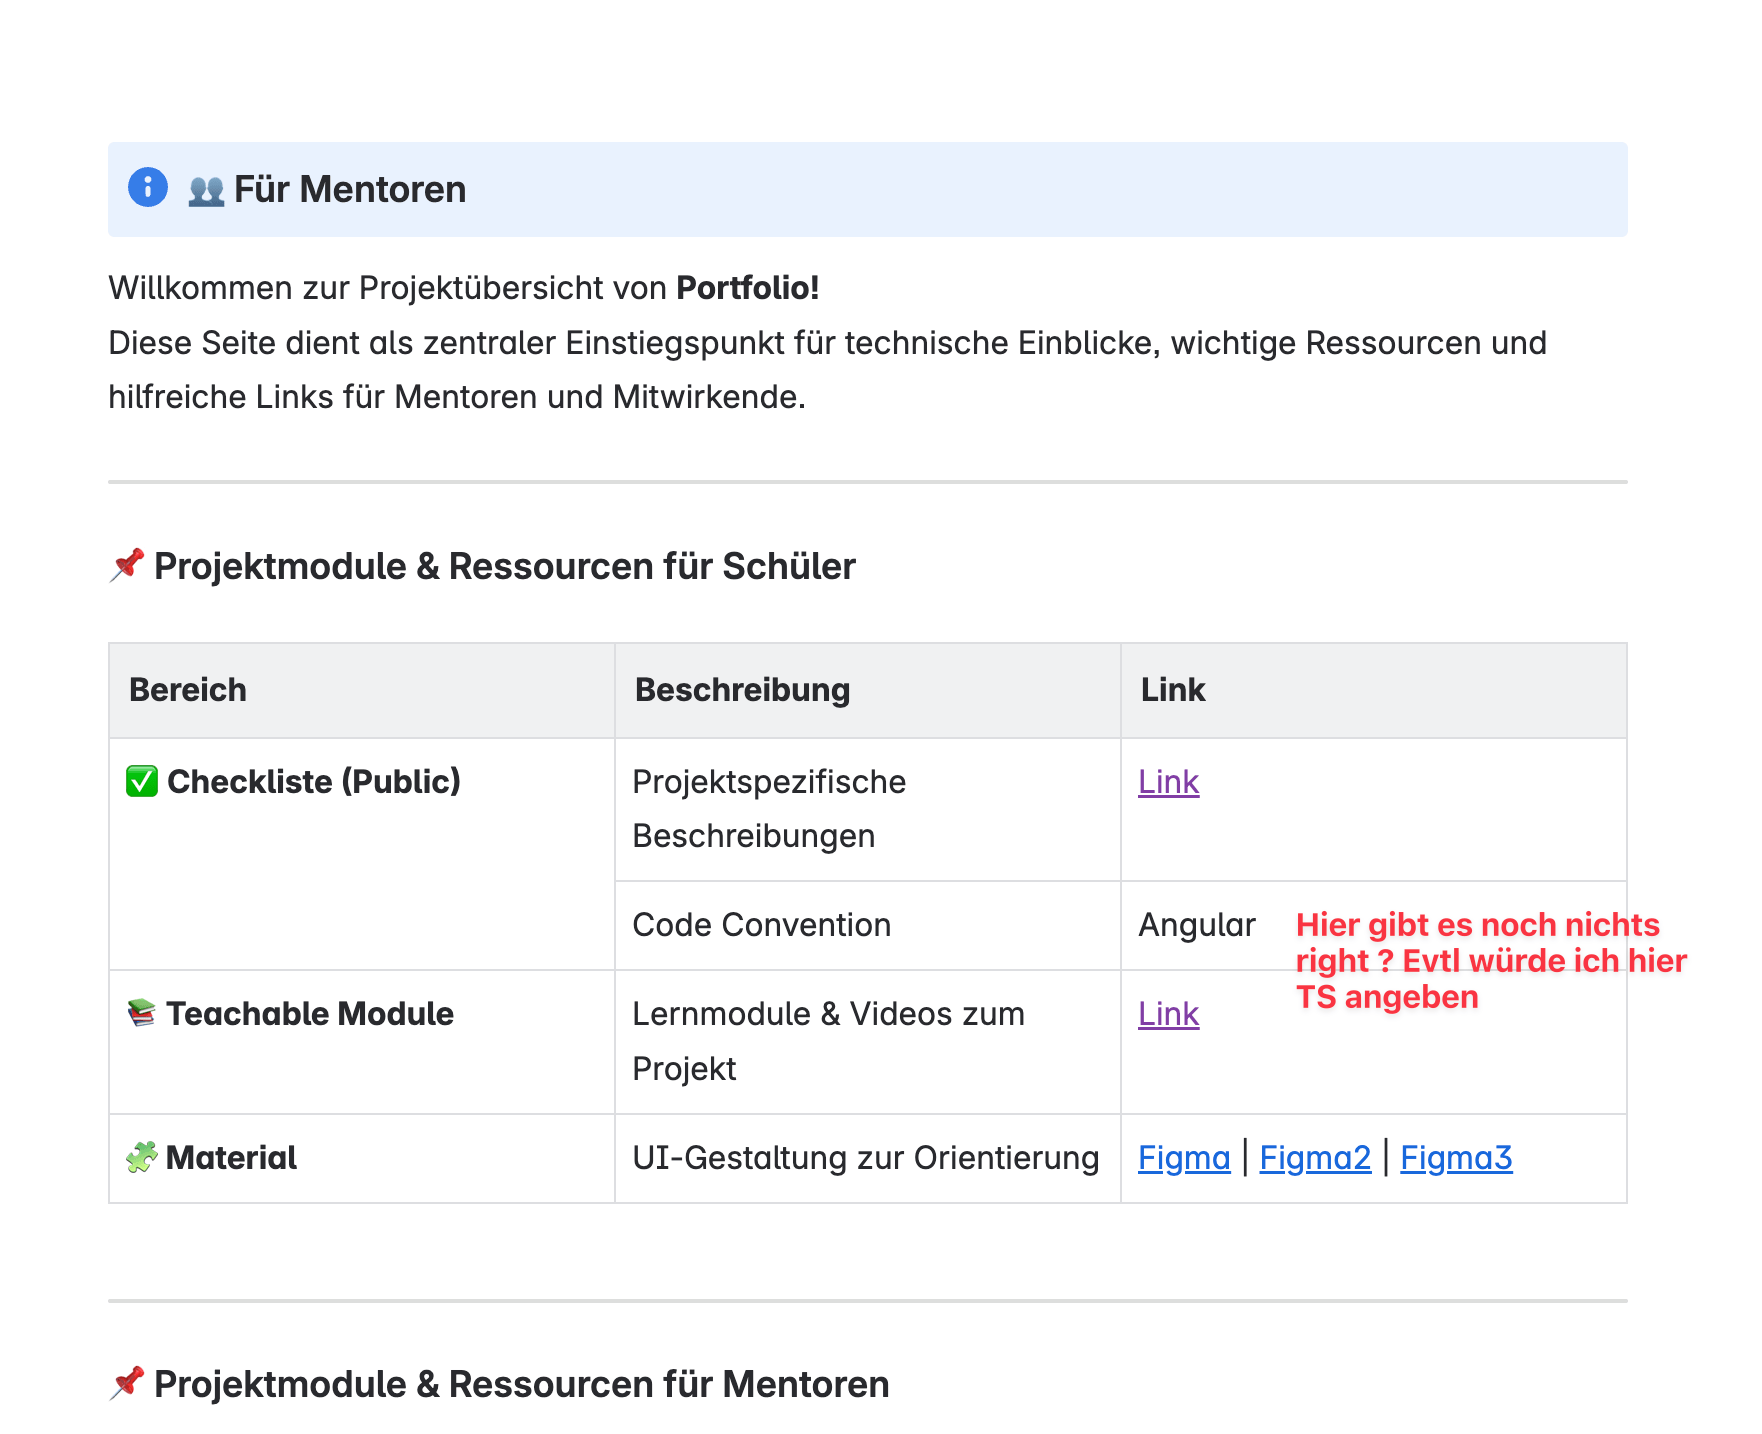 👥 Für Mentoren
Willkommen zur Projektübersicht von Portfolio!
Diese Seite dient als zentraler Einstiegspunkt für technische Einblicke, wichtige Ressourcen und
hilfreiche Links für Mentoren und Mitwirkende.
📌 Projektmodule & Ressourcen für Schüler
Bereich Beschreibung Link
✅ Checkliste (Public) Projektspezifische Link
Beschreibungen
Code Convention Angular
Hier gibt es noch nichts
right ? Evtl würde ich hier
TS angeben
📚 Teachable Module Lernmodule & Videos zum Link
Projekt
🧩 Material UI-Gestaltung zur Orientierung Figma | Figma2 | Figma3
📌 Projektmodule & Ressourcen für Mentoren